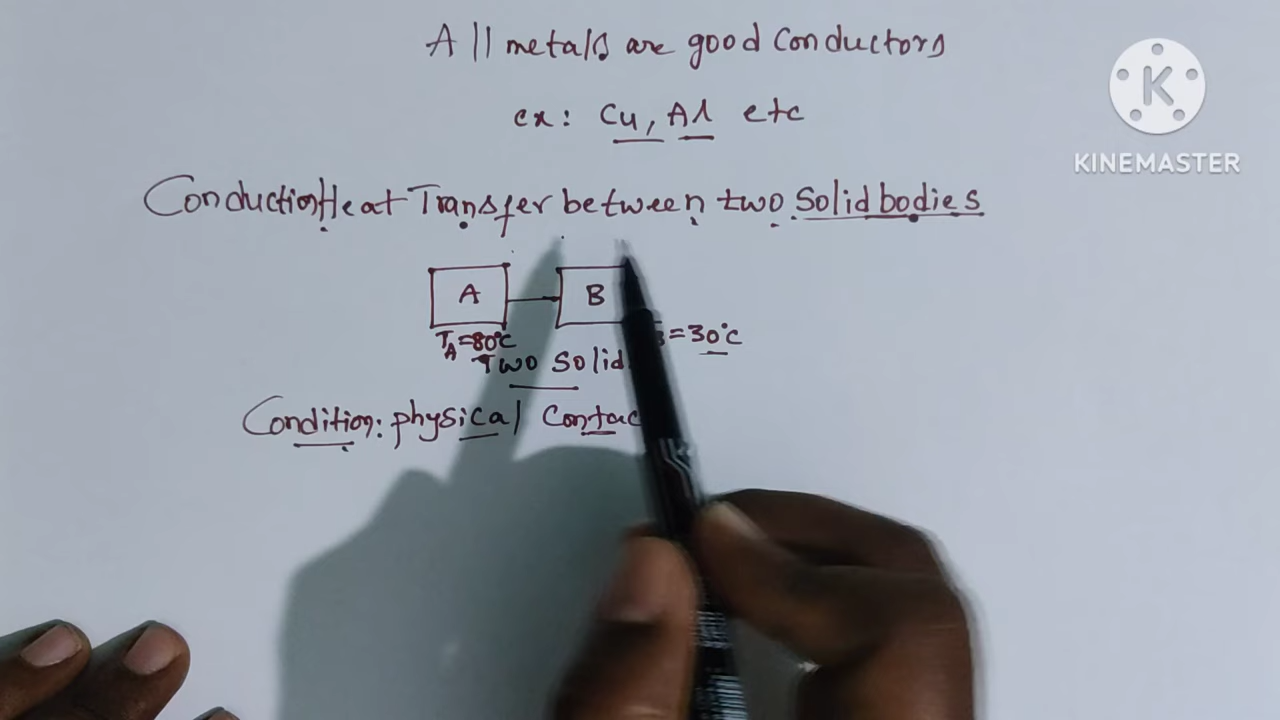 All metals are good conductors
ex: Cu, Al etc
KINEMASTER
Conduction Heat Transfer between two Solid bodies
A B
TA=80°C =30°C
Two Solid
Condition: physical